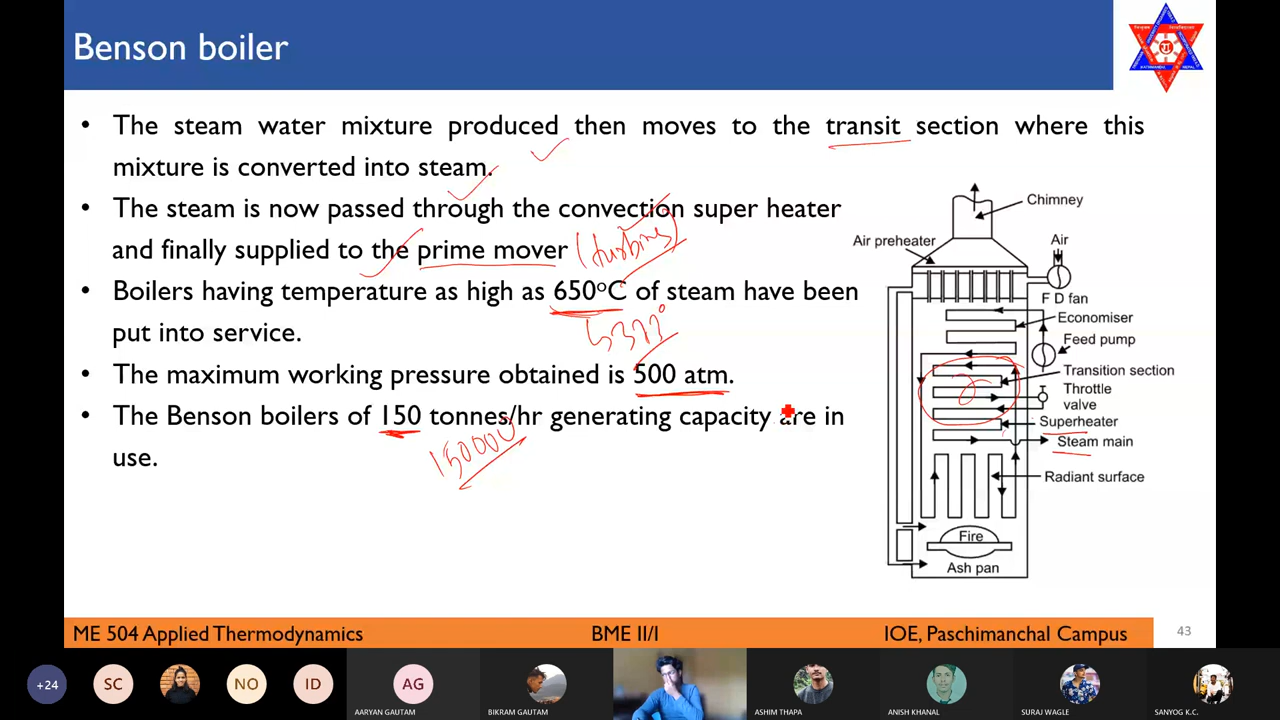 Benson boiler
• The steam water mixture produced then moves to the transit section where this
mixture is converted into steam.
• The steam is now passed through the convection super heater
and finally supplied to the prime mover (turbines)
• Boilers having temperature as high as 650°C of steam have been
put into service.
• The maximum working pressure obtained is 500 atm.
• The Benson boilers of 150 tonnes/hr generating capacity are in
use.
150000
Chimney
Air preheater
Air
F D fan
Economiser
Feed pump
Transition section
Throttle
valve
Superheater
Steam main
Radiant surface
Fire
Ash pan
ME 504 Applied Thermodynamics
BME II/I
IOE, Paschimanchal Campus
43
+24
SC
NO
ID
AG
AARYAN GAUTAM
BIKRAM GAUTAM
ASHIM THAPA
ANISH KHANAL
SURAJ WAGLE
SANYOG K.C.